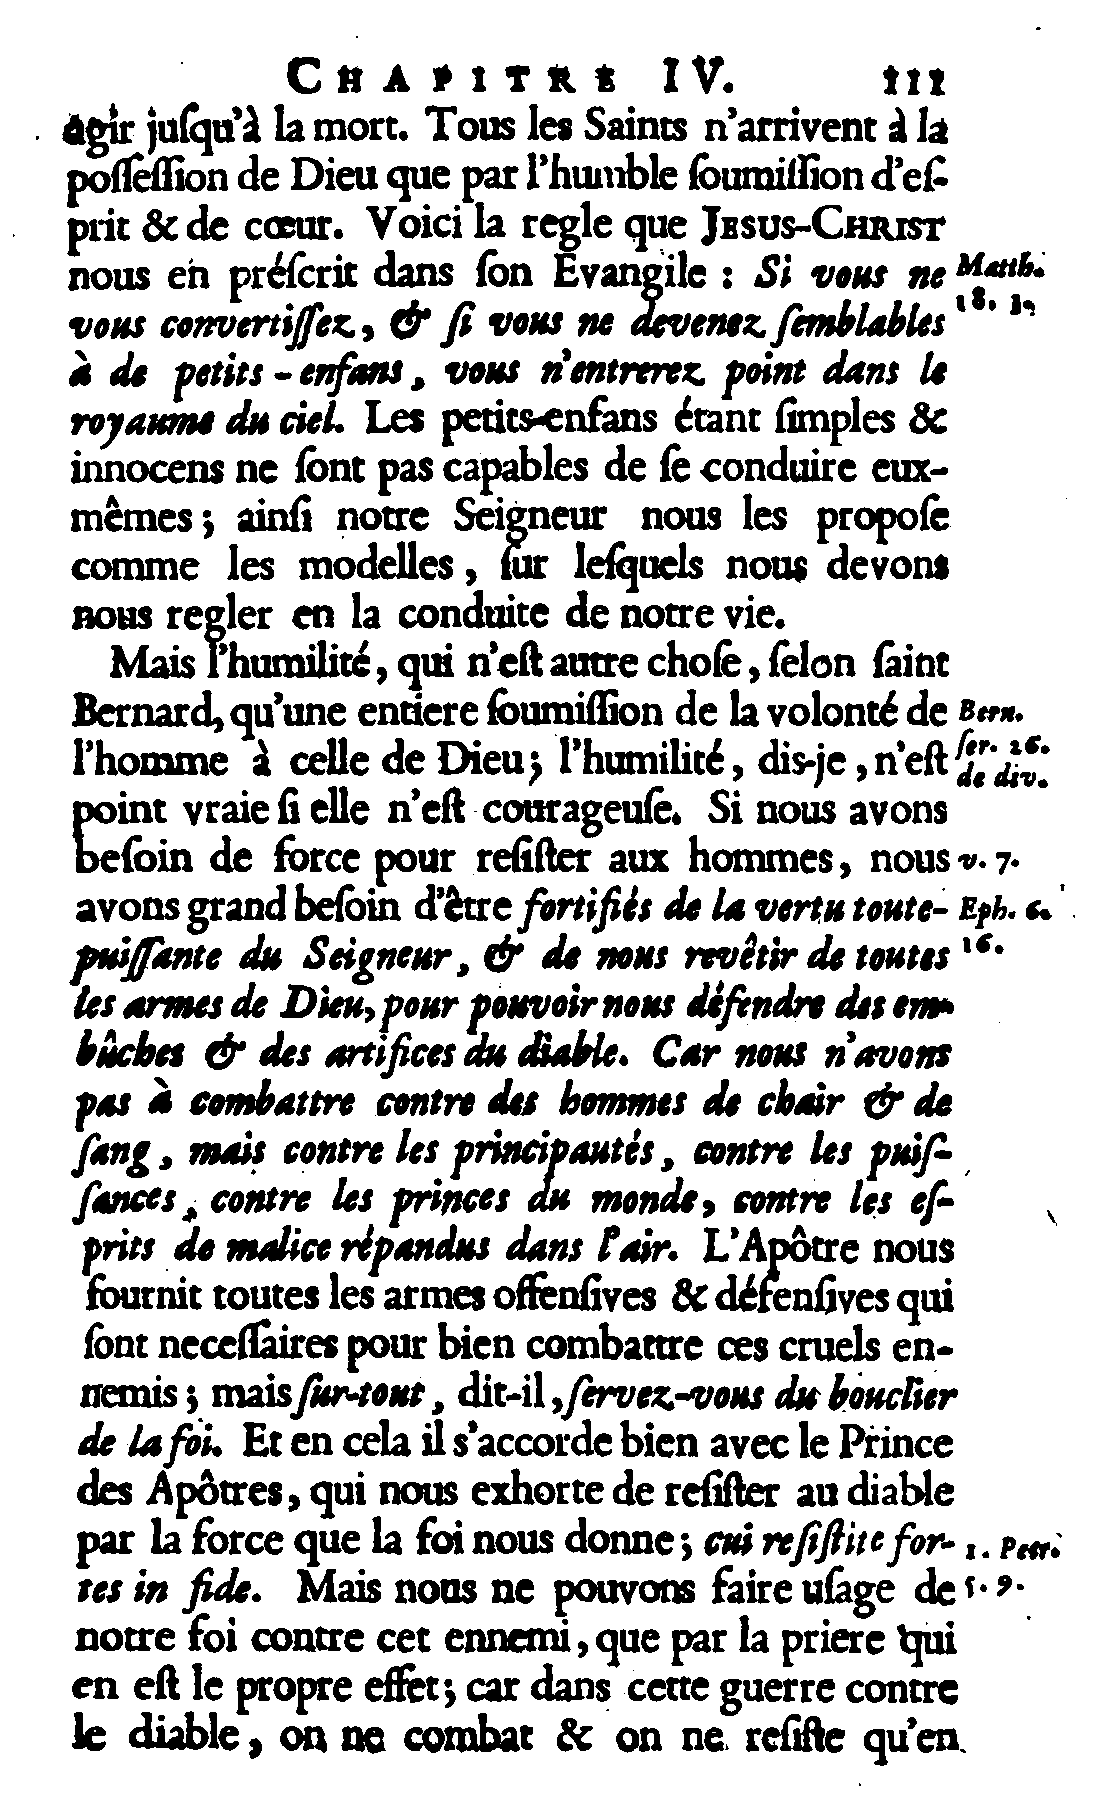 CHAPITRE IV. 111
agir juſqu'à la mort. Tous les Saints n'arrivent à la
poſſeſſion de Dieu que par l'humble ſoumiſſion d'eſ-
prit & de cœur. Voici la regle que JESUS-CHRIST
nous en préſcrit dans ſon Evangile : Si vous ne
Matth.
vous convertiſſez, & ſi vous ne devenez ſemblables
18. 3.
à de petits-enfans, vous n'entrerez point dans le
royaume du ciel. Les petits-enfans étant ſimples &
innocens ne ſont pas capables de ſe conduire eux-
mêmes ; ainſi notre Seigneur nous les propoſe
comme les modelles, ſur leſquels nous devons
nous regler en la conduite de notre vie.
Mais l'humilité, qui n'eſt autre choſe, ſelon ſaint
Bernard, qu'une entiere ſoumiſſion de la volonté de
Bern.
l'homme à celle de Dieu ; l'humilité, dis-je, n'eſt
ſer. 26.
de div.
point vraie ſi elle n'eſt courageuſe. Si nous avons
beſoin de force pour reſiſter aux hommes, nous
v. 7.
avons grand beſoin d'être fortifiés de la vertu toute-
Eph. 6.
puiſſante du Seigneur, & de nous revêtir de toutes
16.
les armes de Dieu, pour pouvoir nous défendre des em-
bûches & des artifices du diable. Car nous n'avons
pas à combattre contre des hommes de chair & de
ſang, mais contre les principautés, contre les puiſ-
ſances, contre les princes du monde, contre les eſ-
prits de malice répandus dans l'air. L'Apôtre nous
fournit toutes les armes offenſives & défenſives qui
ſont neceſſaires pour bien combattre ces cruels en-
nemis ; mais ſur-tout, dit-il, ſervez-vous du bouclier
de la foi. Et en cela il s'accorde bien avec le Prince
des Apôtres, qui nous exhorte de reſiſter au diable
par la force que la foi nous donne ; cui reſiſtite for-
1. Petr.
tes in fide. Mais nous ne pouvons faire uſage de
5. 9.
notre foi contre cet ennemi, que par la priere qui
en eſt le propre effet ; car dans cette guerre contre
le diable, on ne combat & on ne reſiſte qu'en